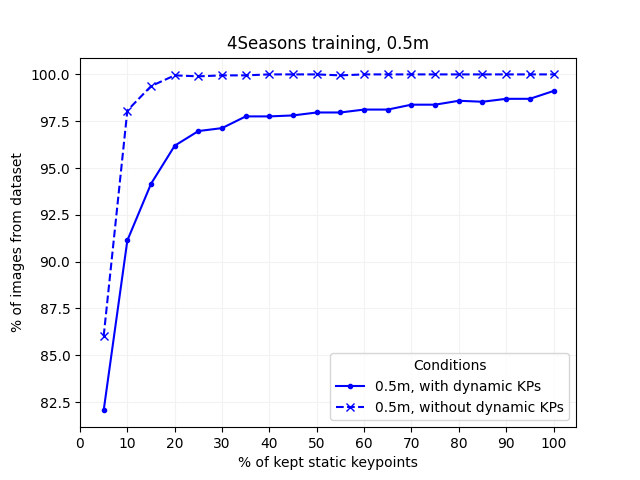 4Seasons training, 0.5m
% of images from dataset
100.0
97.5
95.0
92.5
90.0
87.5
85.0
82.5
Conditions
0.5m, with dynamic KPs
0.5m, without dynamic KPs
0 10 20 30 40 50 60 70 80 90 100
% of kept static keypoints